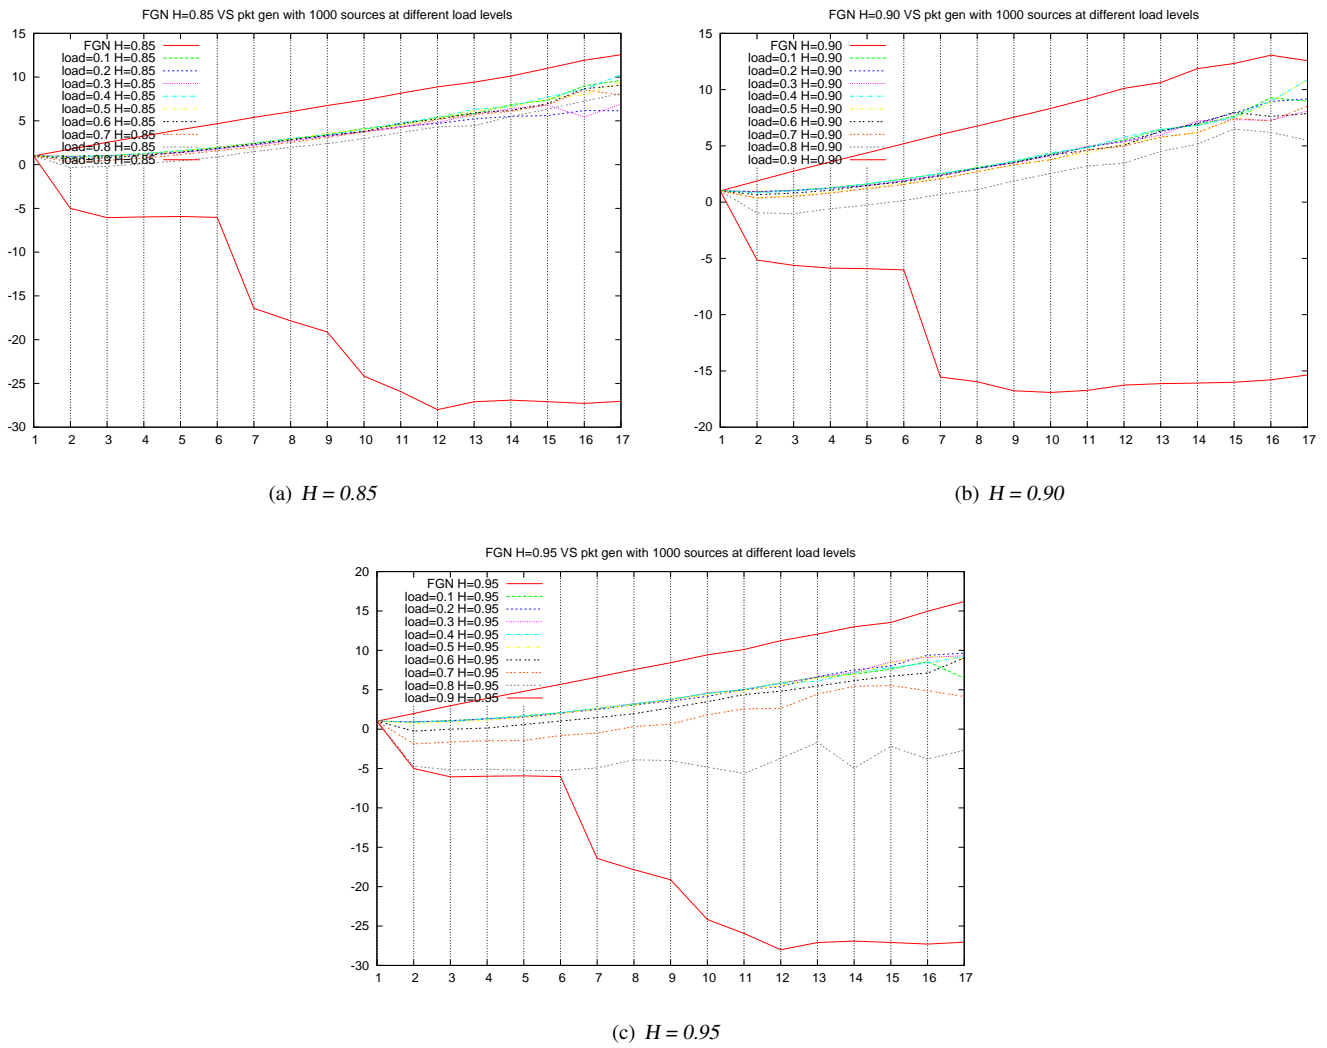 FGN H=0.85 VS pkt gen with 1000 sources at different load levels
15
10
5
0
-5
-10
-15
-20
-25
-30
FGN H=0.85
load=0.1 H=0.85
load=0.2 H=0.85
load=0.3 H=0.85
load=0.4 H=0.85
load=0.5 H=0.85
load=0.6 H=0.85
load=0.7 H=0.85
load=0.8 H=0.85
load=0.9 H=0.85
1 2 3 4 5 6 7 8 9 10 11 12 13 14 15 16 17
(a) H = 0.85
FGN H=0.90 VS pkt gen with 1000 sources at different load levels
15
10
5
0
-5
-10
-15
-20
FGN H=0.90
load=0.1 H=0.90
load=0.2 H=0.90
load=0.3 H=0.90
load=0.4 H=0.90
load=0.5 H=0.90
load=0.6 H=0.90
load=0.7 H=0.90
load=0.8 H=0.90
load=0.9 H=0.90
1 2 3 4 5 6 7 8 9 10 11 12 13 14 15 16 17
(b) H = 0.90
FGN H=0.95 VS pkt gen with 1000 sources at different load levels
20
15
10
5
0
-5
-10
-15
-20
-25
-30
FGN H=0.95
load=0.1 H=0.95
load=0.2 H=0.95
load=0.3 H=0.95
load=0.4 H=0.95
load=0.5 H=0.95
load=0.6 H=0.95
load=0.7 H=0.95
load=0.8 H=0.95
load=0.9 H=0.95
1 2 3 4 5 6 7 8 9 10 11 12 13 14 15 16 17
(c) H = 0.95